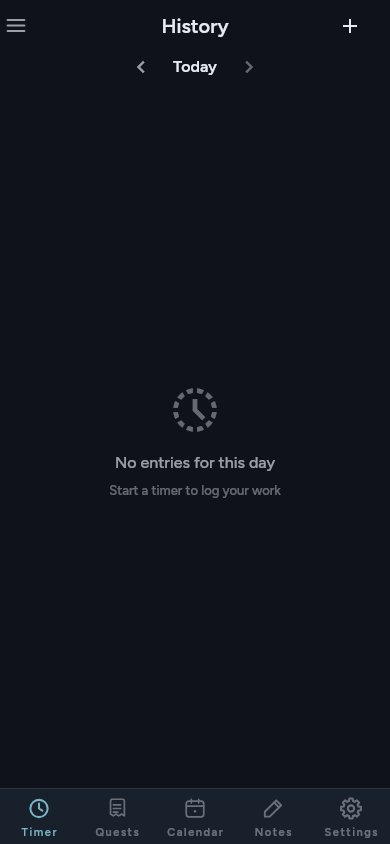 History
Today
No entries for this day
Start a timer to log your work
Timer Quests Calendar Notes Settings